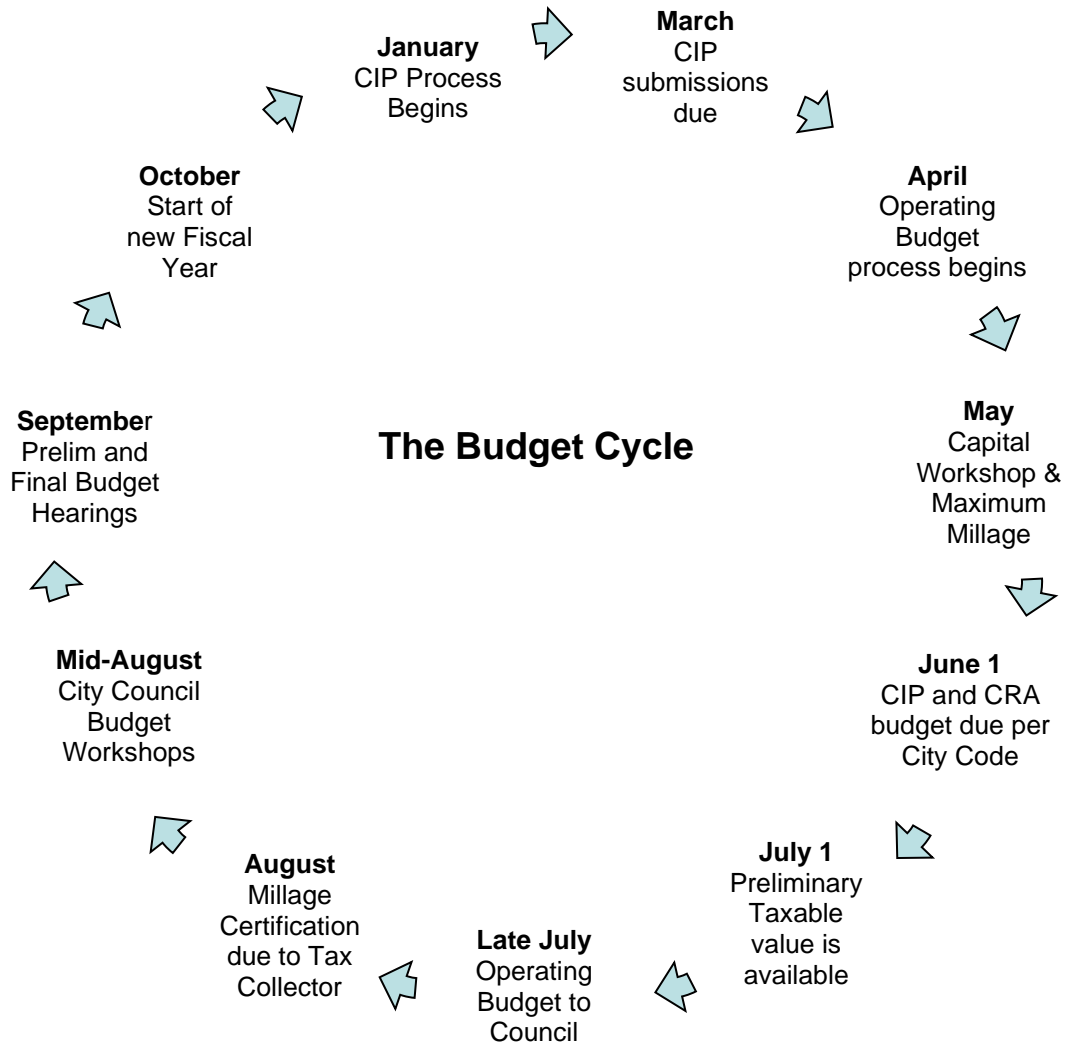 The Budget Cycle
January
CIP Process
Begins
March
CIP
submissions
due
April
Operating
Budget
process begins
May
Capital
Workshop &
Maximum
Millage
June 1
CIP and CRA
budget due per
City Code
July 1
Preliminary
Taxable
value is
available
Late July
Operating
Budget to
Council
August
Millage
Certification
due to Tax
Collector
Mid-August
City Council
Budget
Workshops
September
Prelim and
Final Budget
Hearings
October
Start of
new Fiscal
Year